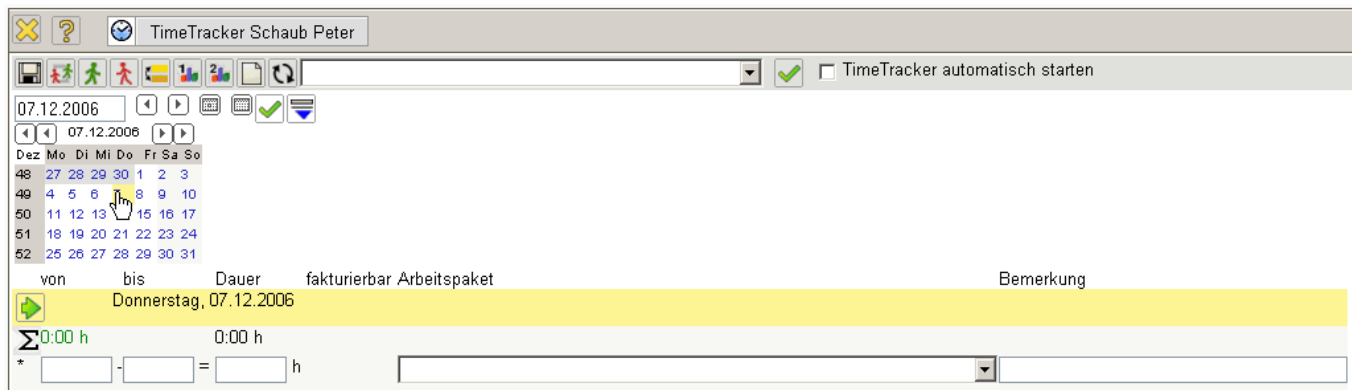 TimeTracker Schaub Peter
TimeTracker automatisch starten
07.12.2006
07.12.2006
Dez Mo Di Mi Do Fr Sa So
48 27 28 29 30 1 2 3
49 4 5 6 7 8 9 10
50 11 12 13 15 16 17
51 18 19 20 21 22 23 24
52 25 26 27 28 29 30 31
von bis Dauer fakturierbar Arbeitspaket Bemerkung
Donnerstag, 07.12.2006
Σ 0:00 h 0:00 h
* - = h